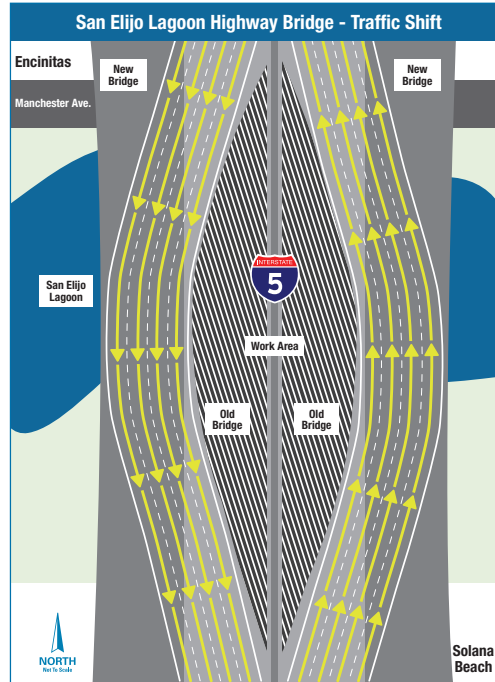 San Elijo Lagoon Highway Bridge - Traffic Shift
Encinitas
New
Bridge
New
Bridge
Manchester Ave.
INTERSTATE
5
San Elijo
Lagoon
Work Area
Old
Bridge
Old
Bridge
NORTH
Not To Scale
Solana
Beach